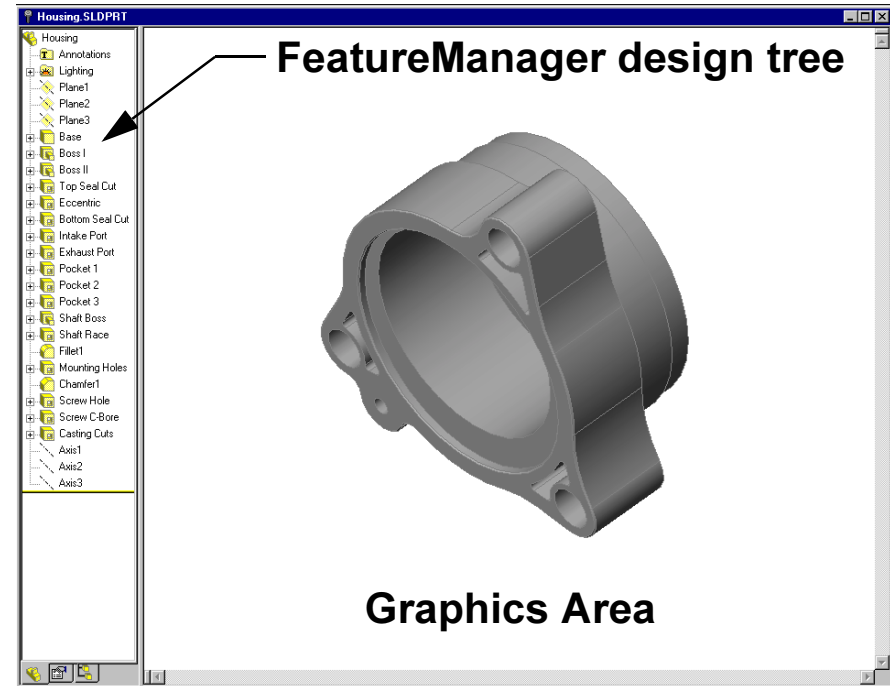 Housing.SLDPRT
Housing
Annotations
Lighting
Plane1
Plane2
Plane3
Base
Boss I
Boss II
Top Seal Cut
Eccentric
Bottom Seal Cut
Intake Port
Exhaust Port
Pocket 1
Pocket 2
Pocket 3
Shaft Boss
Shaft Race
Fillet1
Mounting Holes
Chamfer1
Screw Hole
Screw C-Bore
Casting Cuts
Axis1
Axis2
Axis3
FeatureManager design tree
Graphics Area